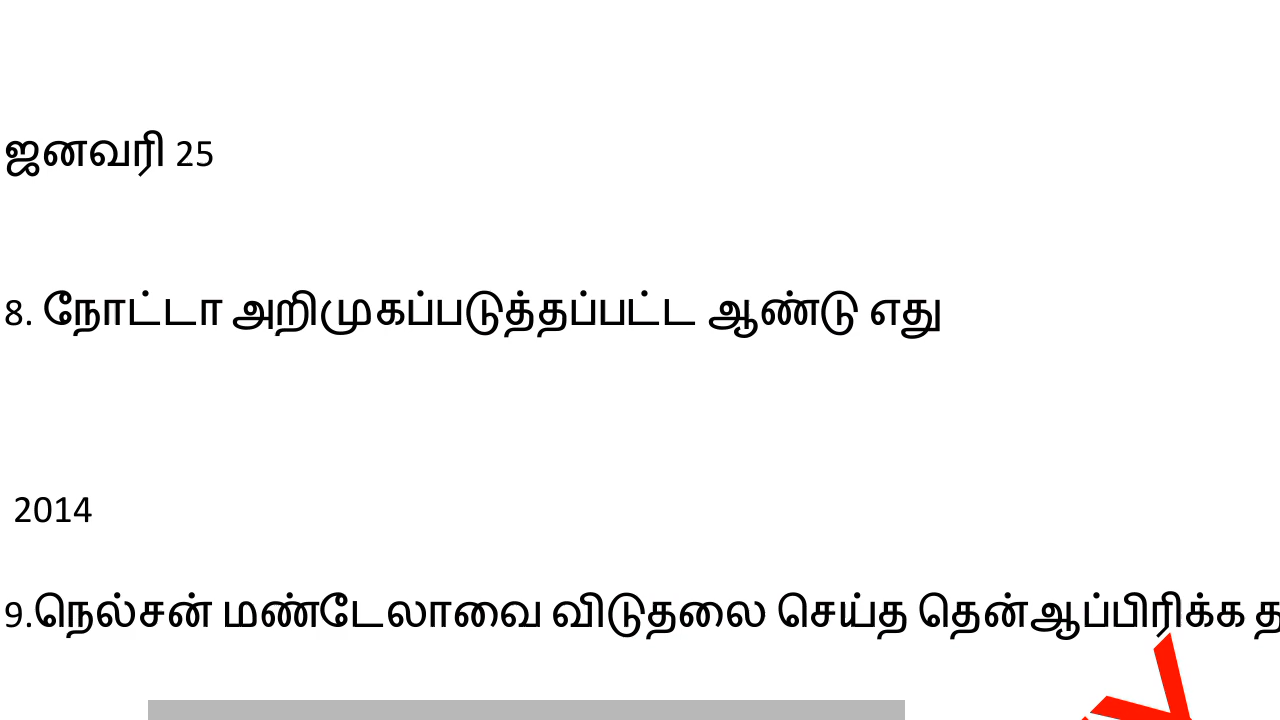 ஜனவரி 25
8. நோட்டா அறிமுகப்படுத்தப்பட்ட ஆண்டு எது
2014
9.நெல்சன் மண்டேலாவை விடுதலை செய்த தென்ஆப்பிரிக்க